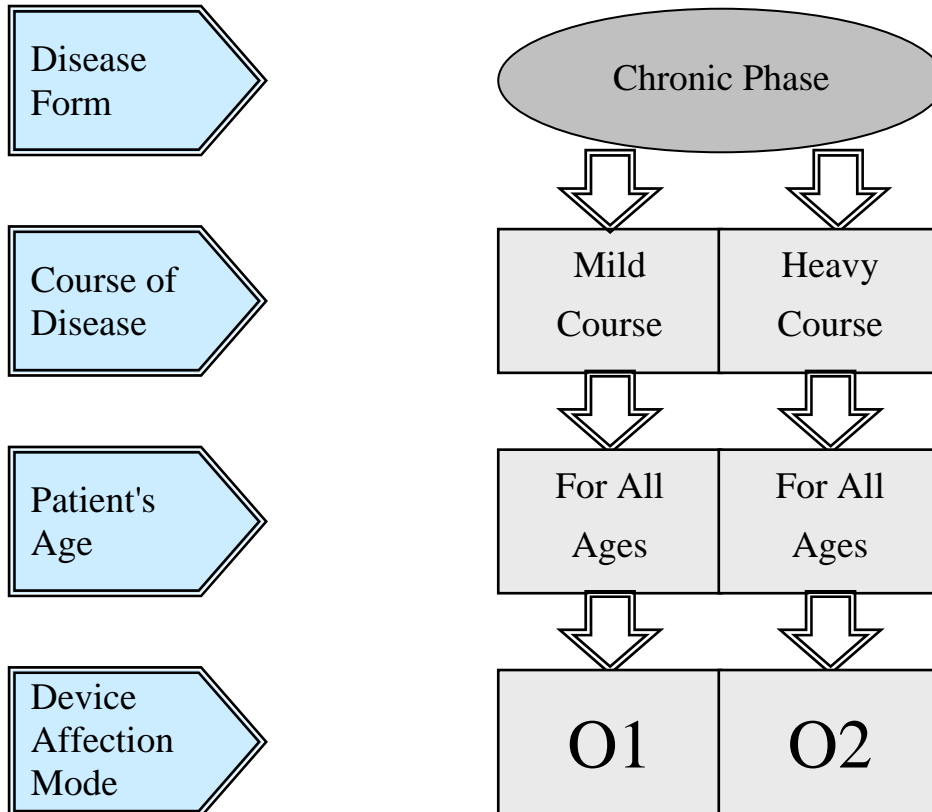 Disease
Form
Chronic Phase
Course of
Disease
Mild
Course
Heavy
Course
Patient's
Age
For All
Ages
For All
Ages
Device
Affection
Mode
O1
O2